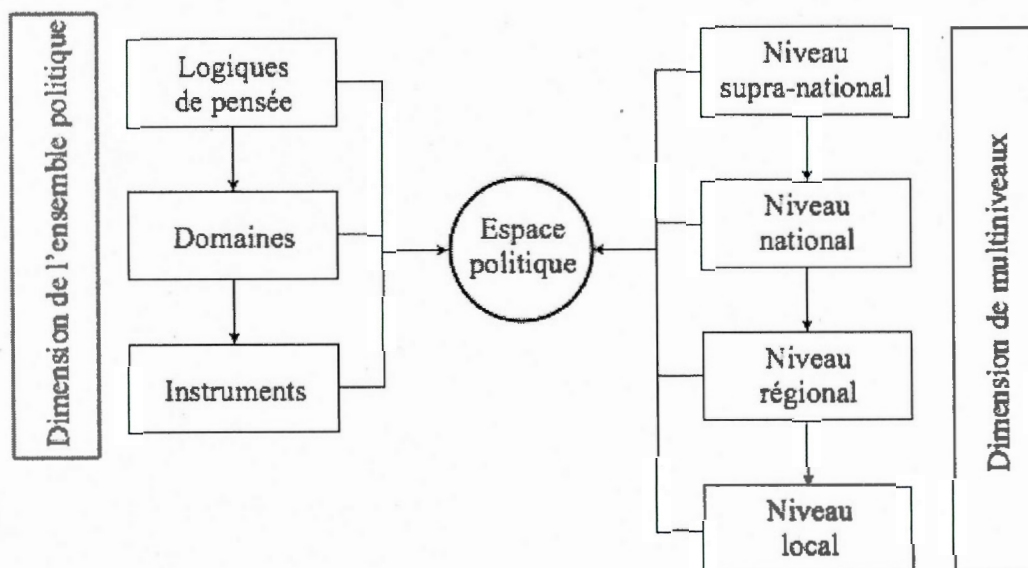 Dimension de l'ensemble politique
Logiques
de pensée
Domaines
Instruments
Espace
politique
Niveau
supra-national
Niveau
national
Niveau
régional
Niveau
local
Dimension de multiniveaux